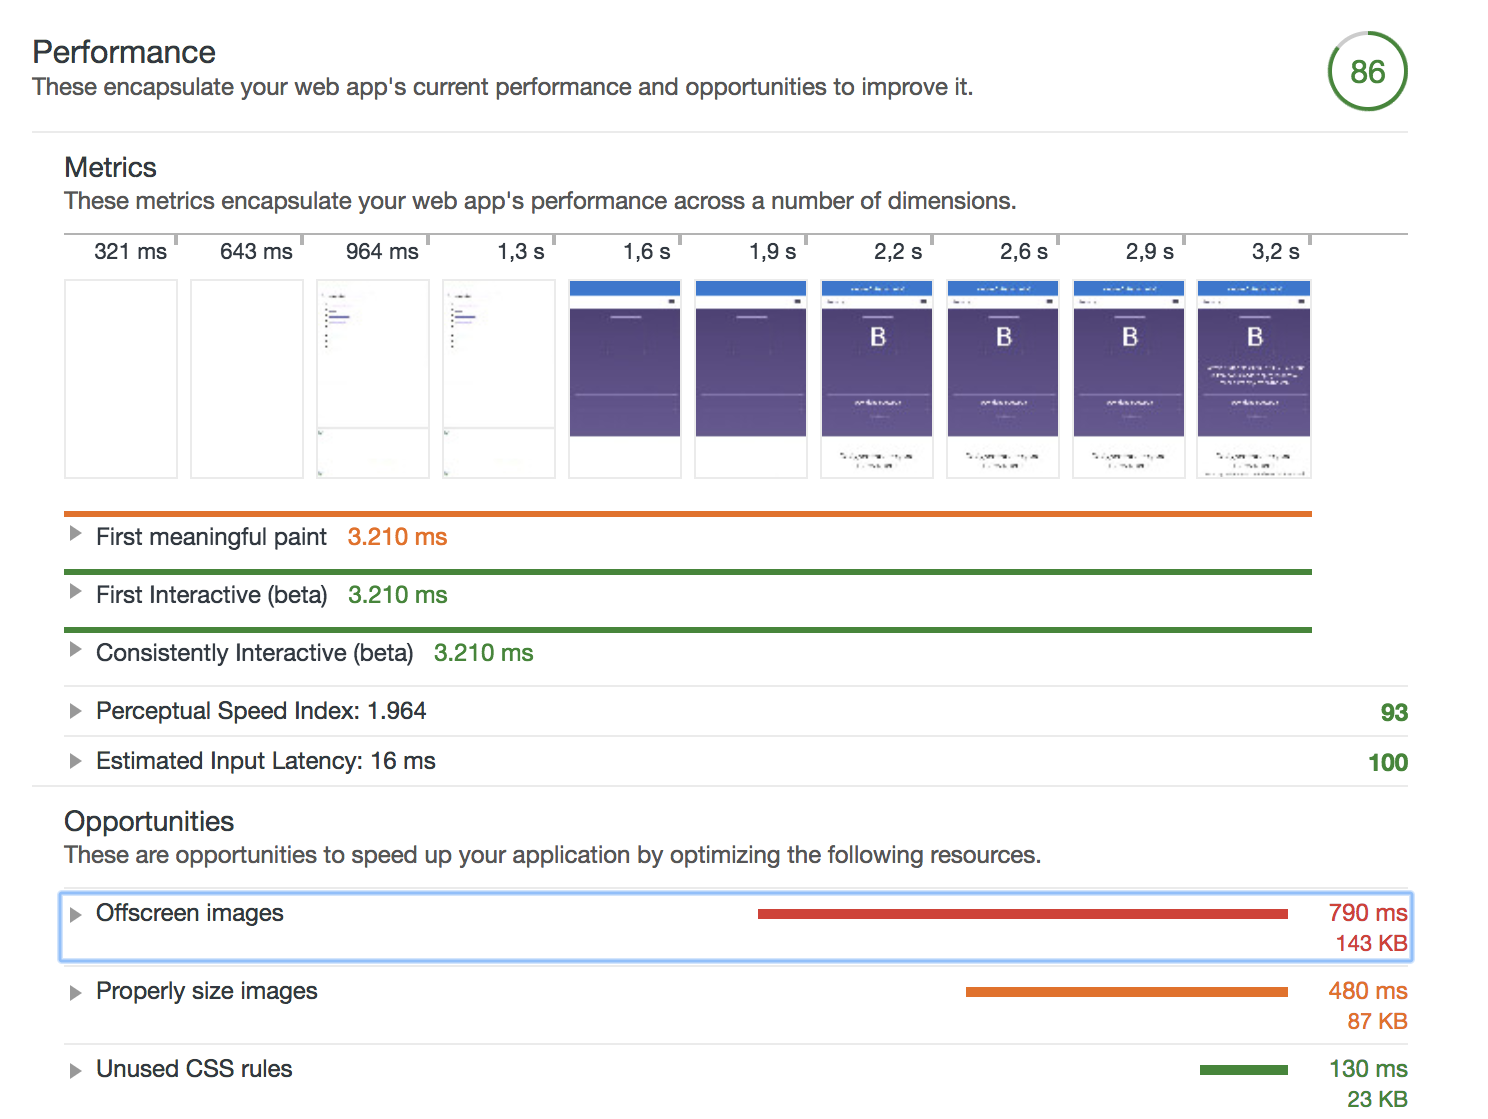 Performance
86
These encapsulate your web app's current performance and opportunities to improve it.
Metrics
These metrics encapsulate your web app's performance across a number of dimensions.
321 ms 643 ms 964 ms 1,3 s 1,6 s 1,9 s 2,2 s 2,6 s 2,9 s 3,2 s
B B B B
First meaningful paint 3.210 ms
First Interactive (beta) 3.210 ms
Consistently Interactive (beta) 3.210 ms
Perceptual Speed Index: 1.964 93
Estimated Input Latency: 16 ms 100
Opportunities
These are opportunities to speed up your application by optimizing the following resources.
Offscreen images 790 ms
143 KB
Properly size images 480 ms
87 KB
Unused CSS rules 130 ms
23 KB